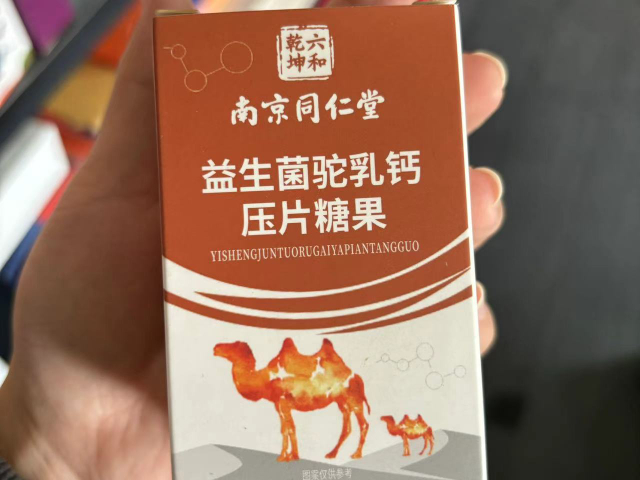 六和乾坤
南京同仁堂
益生菌驼乳钙
压片糖果
YISHENGJUNTUORUGAIYAPIANTANGGUO
图案仅供参考